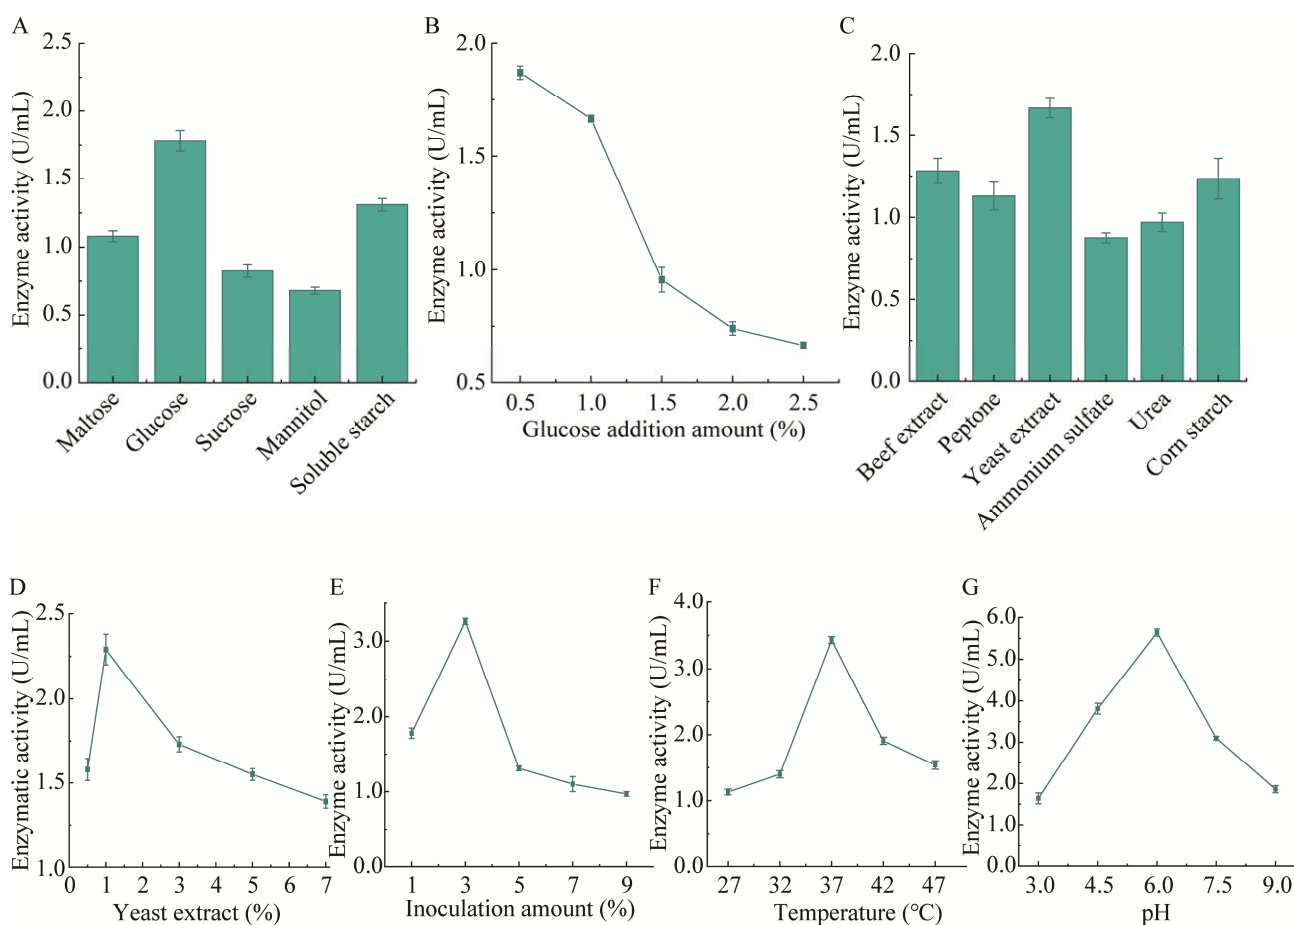 A
Enzyme activity (U/mL)
2.5
2.0
1.5
1.0
0.5
0.0
Maltose
Glucose
Sucrose
Mannitol
Soluble starch
B
Enzyme activity (U/mL)
2.0
1.5
1.0
0.5
0.5 1.0 1.5 2.0 2.5
Glucose addition amount (%)
C
Enzyme activity (U/mL)
2.0
1.5
1.0
0.5
0.0
Beef extract
Peptone
Yeast extract
Ammonium sulfate
Urea
Corn starch
D
Enzymatic activity (U/mL)
2.5
2.0
1.5
1.0
0 1 2 3 4 5 6 7
Yeast extract (%)
E
Enzyme activity (U/mL)
3.0
2.0
1.0
0.0
1 3 5 7 9
Inoculation amount (%)
F
Enzyme activity (U/mL)
4.0
3.0
2.0
1.0
0.0
27 32 37 42 47
Temperature (℃)
G
Enzyme activity (U/mL)
6.0
5.0
4.0
3.0
2.0
1.0
0.0
3.0 4.5 6.0 7.5 9.0
pH